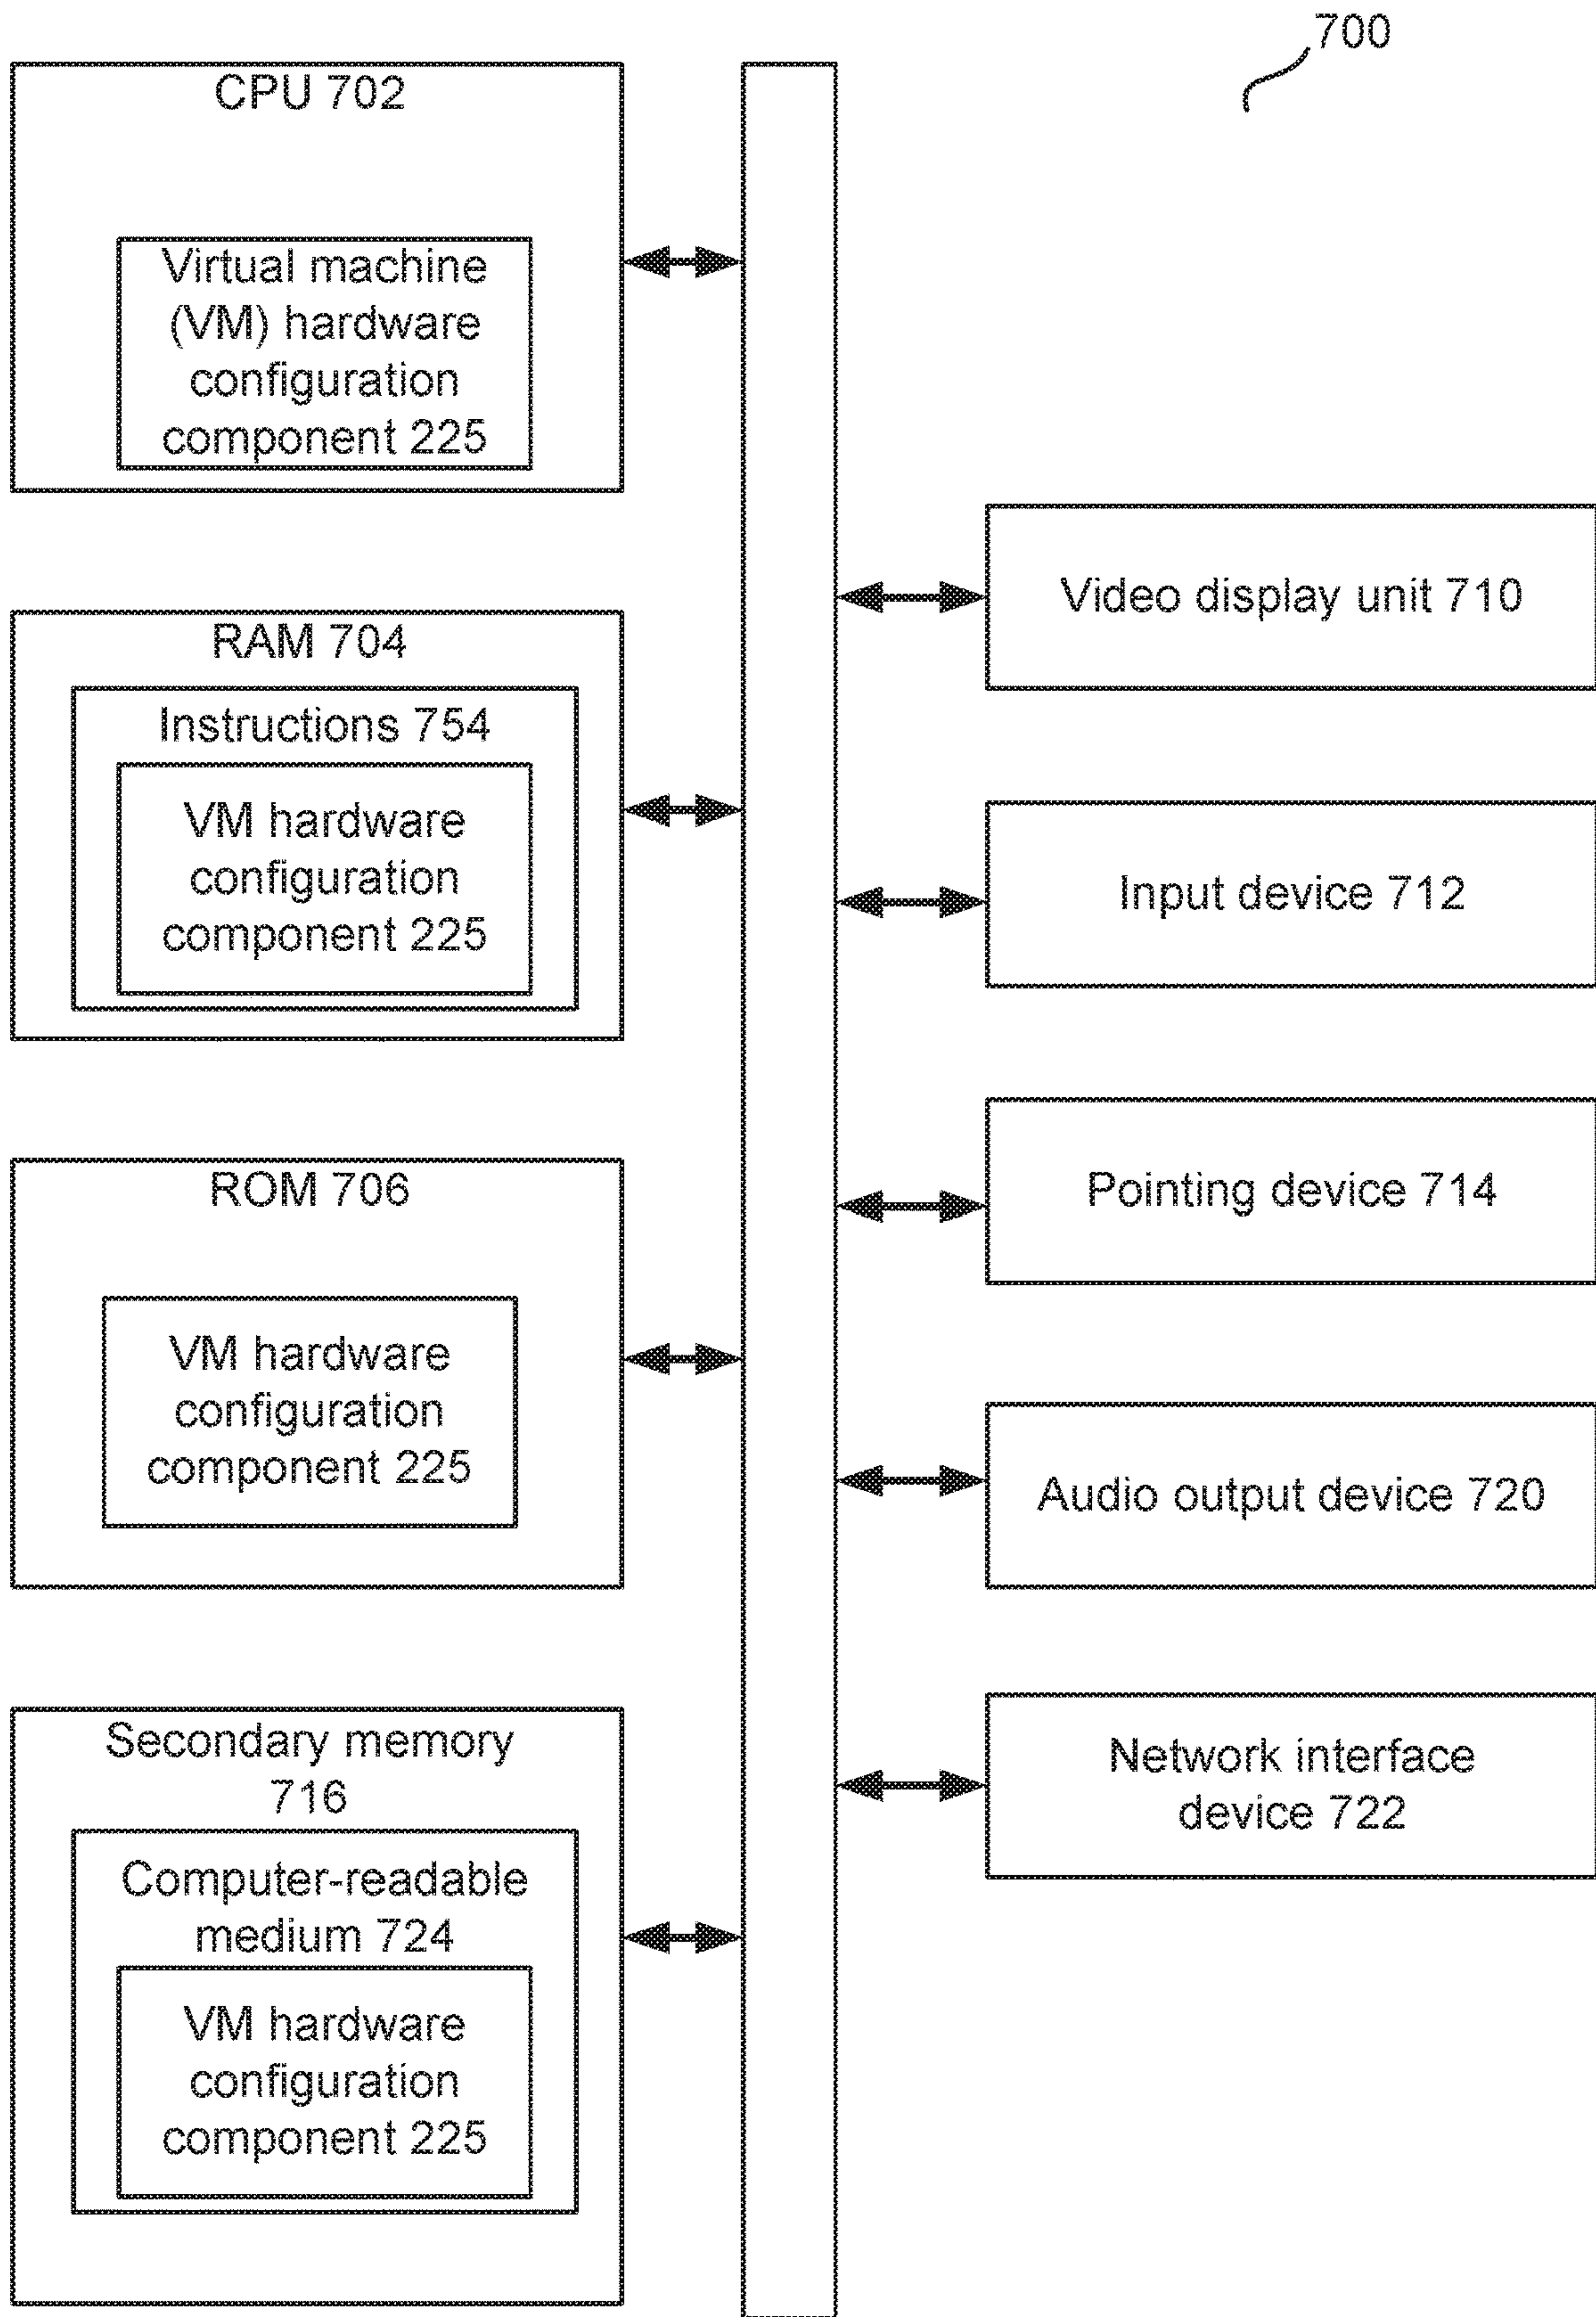 700
CPU 702
Virtual machine
(VM) hardware
configuration
component 225
RAM 704
Instructions 754
VM hardware
configuration
component 225
ROM 706
VM hardware
configuration
component 225
Secondary memory
716
Computer-readable
medium 724
VM hardware
configuration
component 225
Video display unit 710
Input device 712
Pointing device 714
Audio output device 720
Network interface
device 722